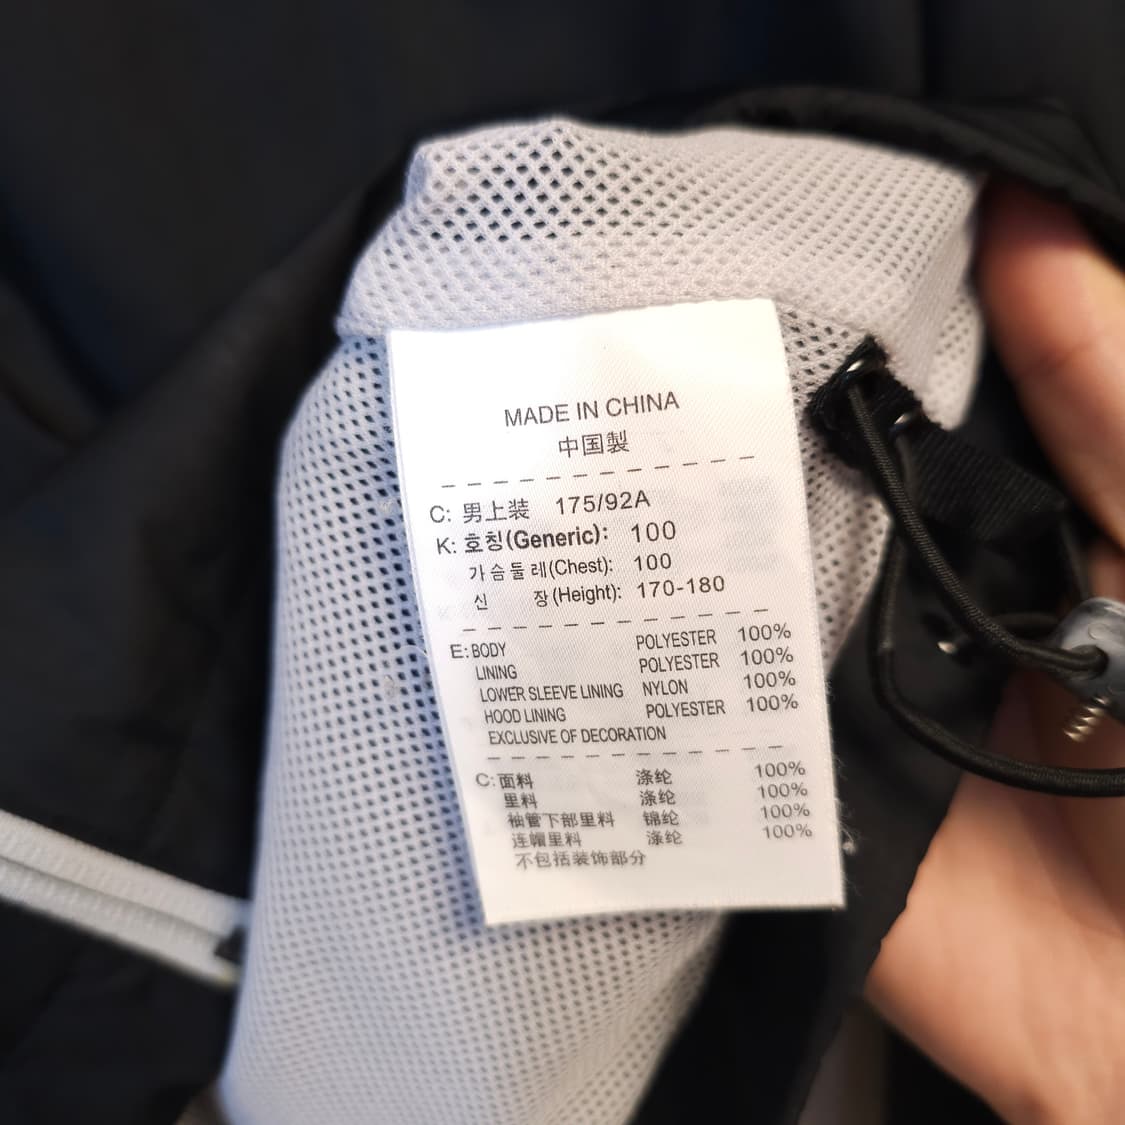 MADE IN CHINA
中国製
C: 男上装 175/92A
K: 호칭(Generic): 100
가슴둘레(Chest): 100
신 장(Height): 170-180
E: BODY POLYESTER 100%
LINING POLYESTER 100%
LOWER SLEEVE LINING NYLON 100%
HOOD LINING POLYESTER 100%
EXCLUSIVE OF DECORATION
C: 面料 涤纶 100%
里料 涤纶 100%
袖管下部里料 锦纶 100%
连帽里料 涤纶 100%
不包括装饰部分